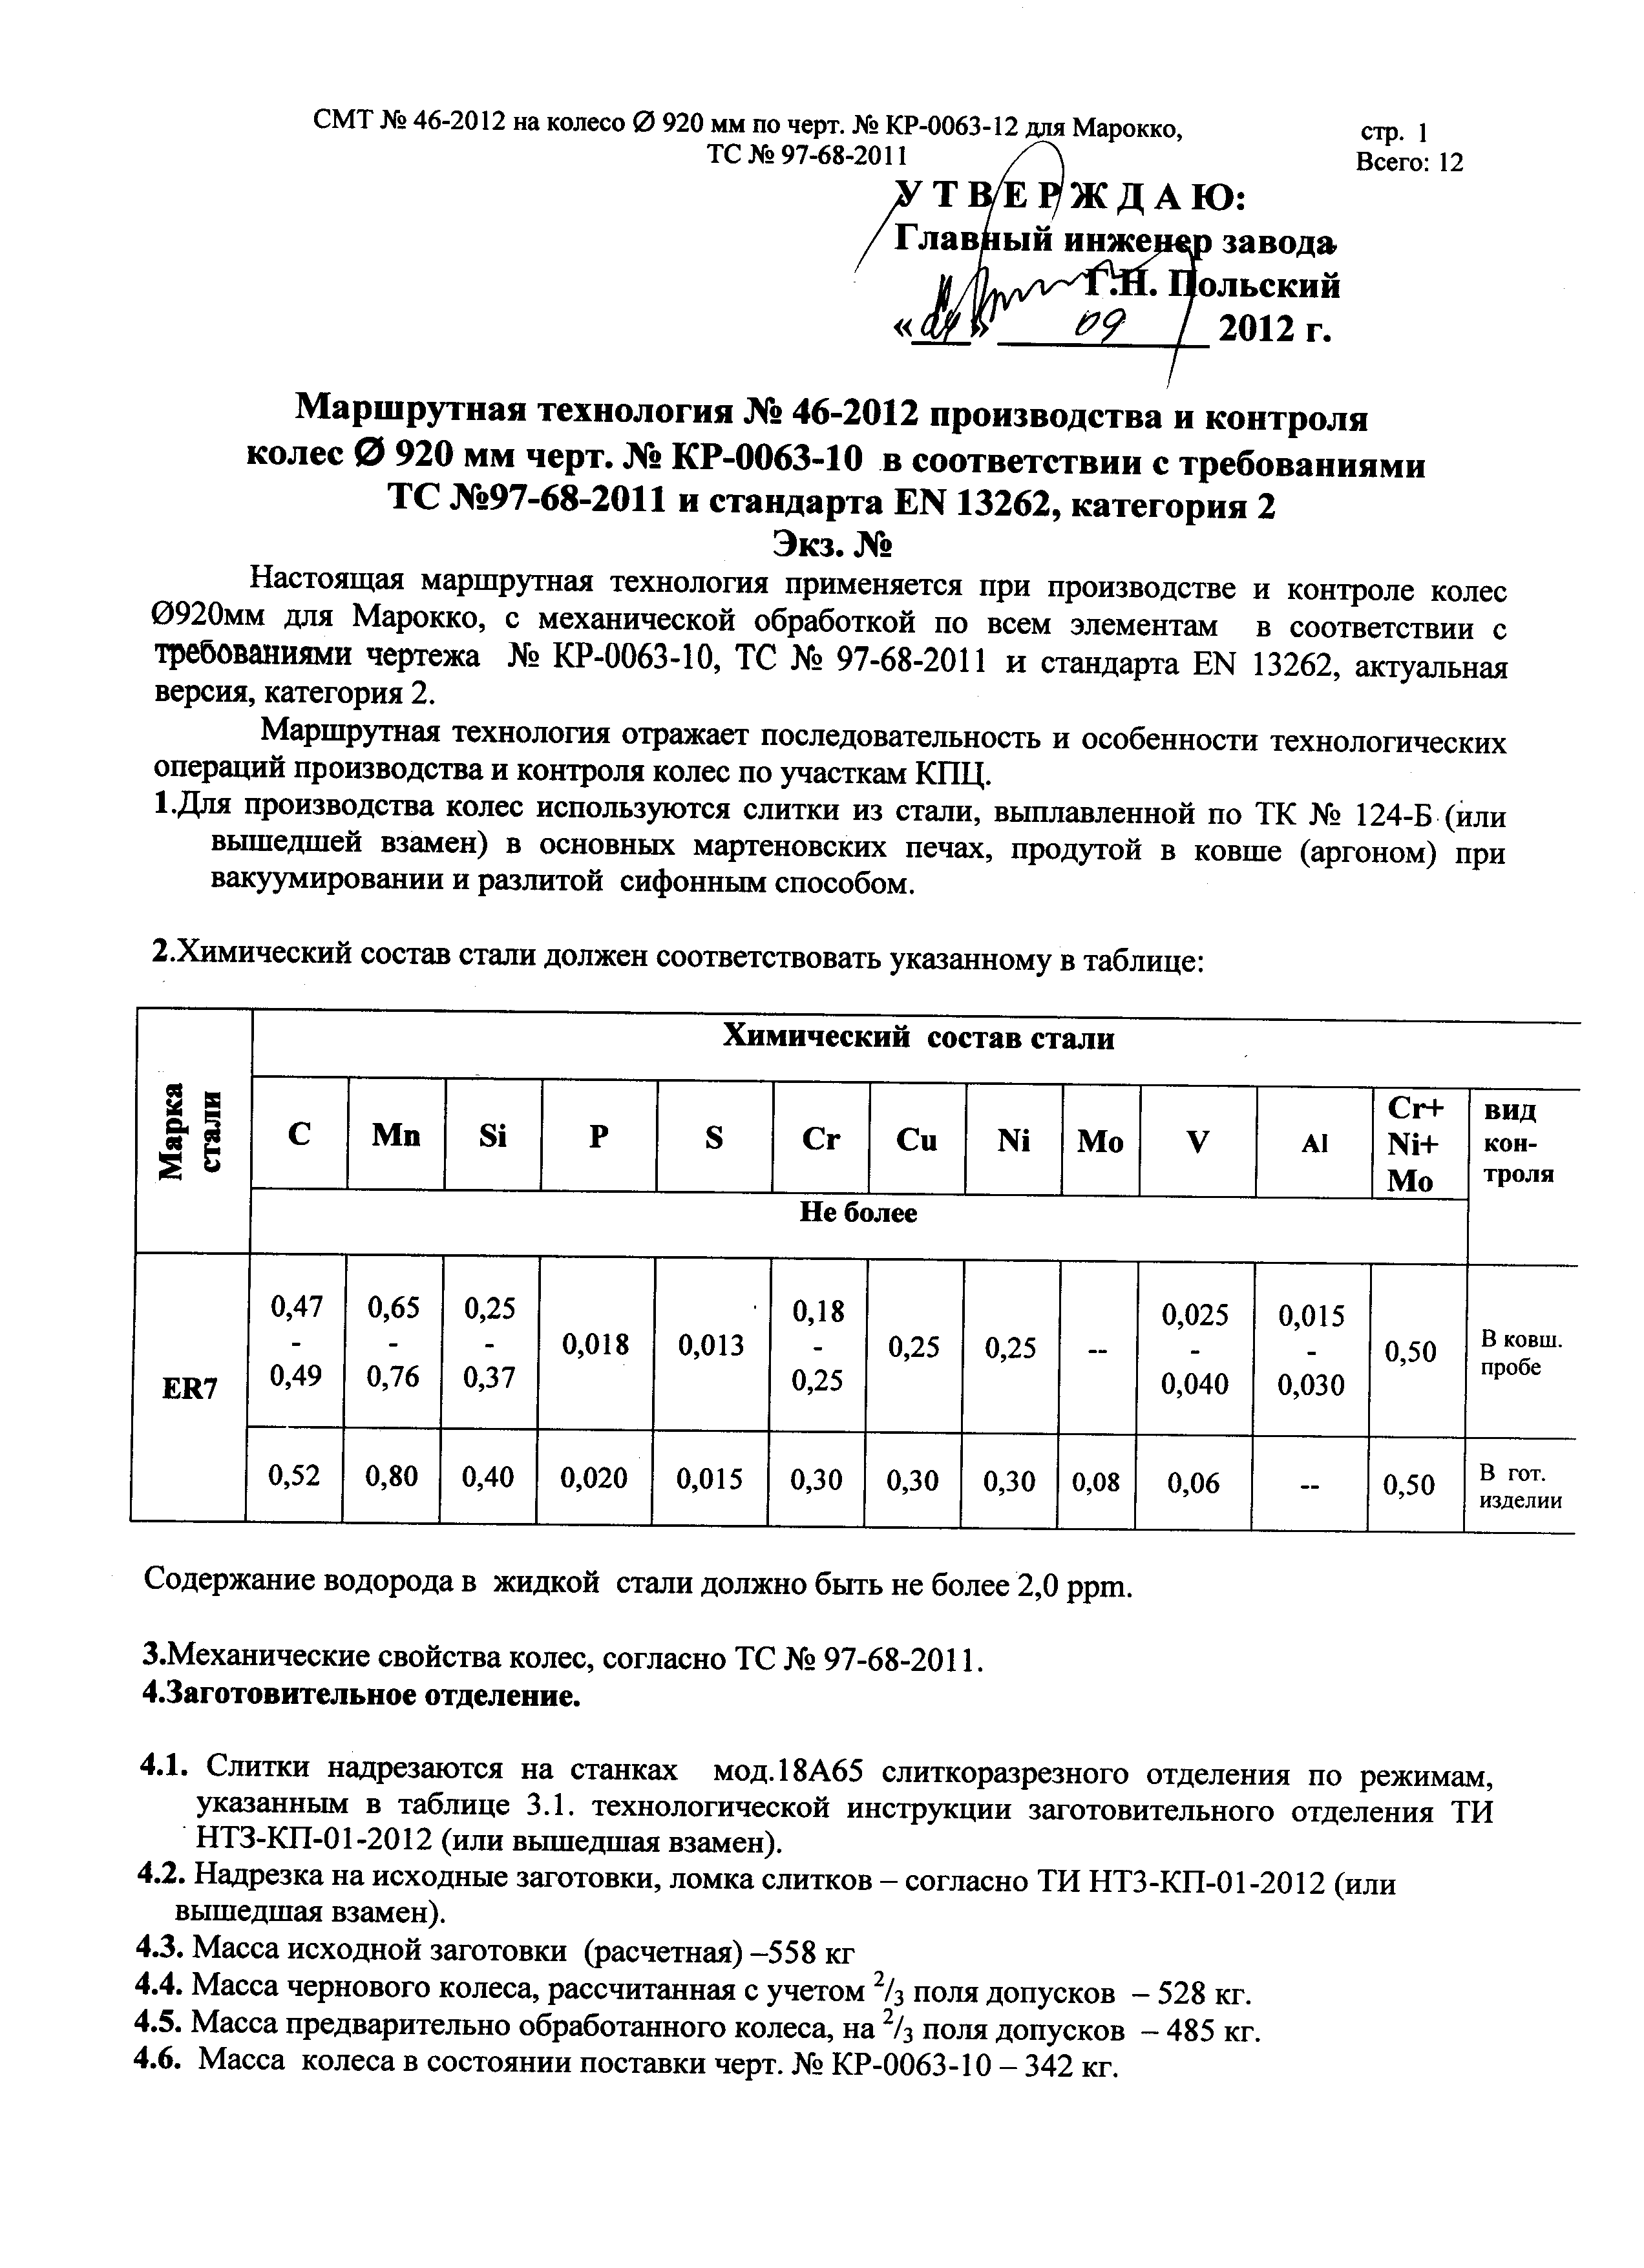 СМТ № 46-2012 на колесо Ø 920 мм по черт. № КР-0063-12 для Марокко,
стр. 1
ТС № 97-68-2011
Всего: 12
У Т В Е Р Ж Д А Ю:
Главный инженер завода
Г.Н. Польский
«04» 09 2012 г.
Маршрутная технология № 46-2012 производства и контроля
колес Ø 920 мм черт. № КР-0063-10 в соответствии с требованиями
ТС №97-68-2011 и стандарта EN 13262, категория 2
Экз. №
Настоящая маршрутная технология применяется при производстве и контроле колес
Ø920мм для Марокко, с механической обработкой по всем элементам в соответствии с
требованиями чертежа № КР-0063-10, ТС № 97-68-2011 и стандарта EN 13262, актуальная
версия, категория 2.
Маршрутная технология отражает последовательность и особенности технологических
операций производства и контроля колес по участкам КПЦ.
1.Для производства колес используются слитки из стали, выплавленной по ТК № 124-Б (или
вышедшей взамен) в основных мартеновских печах, продутой в ковше (аргоном) при
вакуумировании и разлитой сифонным способом.
2.Химический состав стали должен соответствовать указанному в таблице:
Марка стали
Химический состав стали
C Mn Si P S Cr Cu Ni Mo V Al Cr+ Ni+ Mo вид кон- троля
Не более
ER7
0,47 - 0,49 0,65 - 0,76 0,25 - 0,37 0,018 0,013 0,18 - 0,25 0,25 0,25 -- 0,025 - 0,040 0,015 - 0,030 0,50 В ковш. пробе
0,52 0,80 0,40 0,020 0,015 0,30 0,30 0,30 0,08 0,06 -- 0,50 В гот. изделии
Содержание водорода в жидкой стали должно быть не более 2,0 ppm.
3.Механические свойства колес, согласно ТС № 97-68-2011.
4.Заготовительное отделение.
4.1. Слитки надрезаются на станках мод.18А65 слиткоразрезного отделения по режимам,
указанным в таблице 3.1. технологической инструкции заготовительного отделения ТИ
НТЗ-КП-01-2012 (или вышедшая взамен).
4.2. Надрезка на исходные заготовки, ломка слитков – согласно ТИ НТЗ-КП-01-2012 (или
вышедшая взамен).
4.3. Масса исходной заготовки (расчетная) –558 кг
4.4. Масса чернового колеса, рассчитанная с учетом 2/3 поля допусков – 528 кг.
4.5. Масса предварительно обработанного колеса, на 2/3 поля допусков – 485 кг.
4.6. Масса колеса в состоянии поставки черт. № КР-0063-10 – 342 кг.